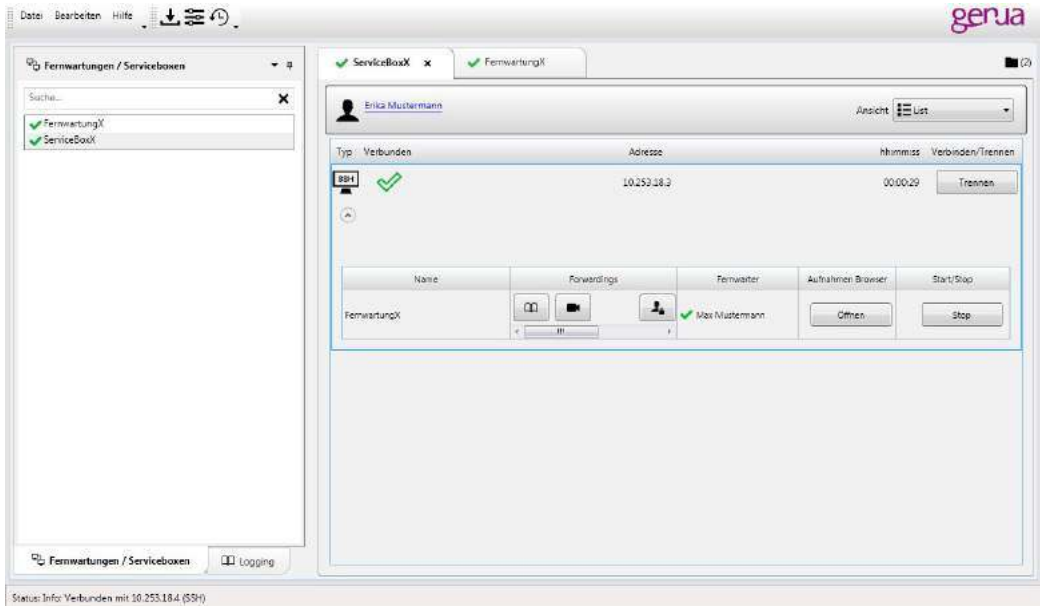 Datei Bearbeiten Hilfe
genua
Fernwartungen / Serviceboxen
Suche...
FernwartungX
ServiceBoxX
ServiceBoxX x
FernwartungX
(2)
Erika Mustermann
Ansicht List
Typ Verbunden Adresse hh:mm:ss Verbinden/Trennen
SSH 10.253.18.3 00:00:29 Trennen
Name Forwardings Fernwarter Aufnahmen Browser Start/Stop
FernwartungX Max Mustermann Öffnen Stop
Fernwartungen / Serviceboxen Logging
Status: Info: Verbunden mit 10.253.18.4 (SSH)